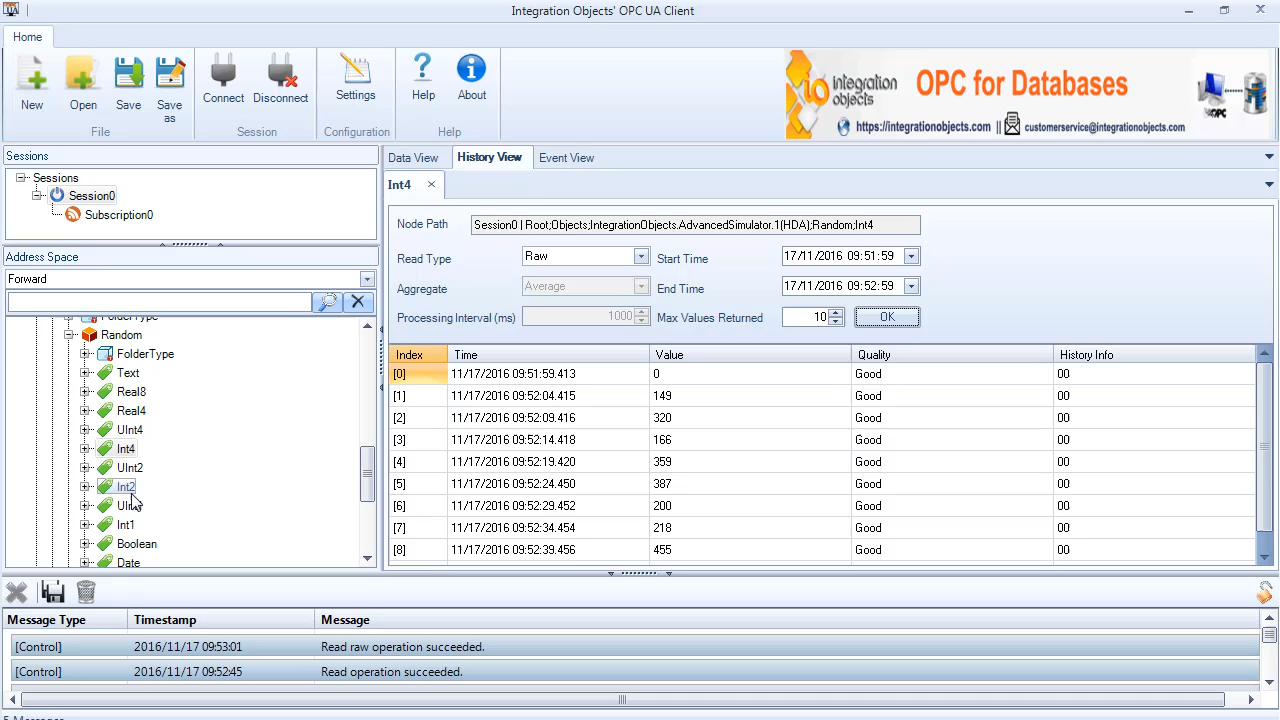 UA
Integration Objects' OPC UA Client
Home
New
Open
Save
Save as
File
Connect
Disconnect
Session
Settings
Configuration
Help
About
Help
io integration objects
OPC for Databases
OPC
https://integrationobjects.com || customerservice@integrationobjects.com
Sessions
Sessions
Session0
Subscription0
Address Space
Forward
FolderType
Random
FolderType
Text
Real8
Real4
UInt4
Int4
UInt2
Int2
Int1
Boolean
Date
Data View
History View
Event View
Int4
Node Path
Session0 | Root;Objects;IntegrationObjects.AdvancedSimulator.1(HDA);Random;Int4
Read Type
Raw
Start Time
17/11/2016 09:51:59
Aggregate
Average
End Time
17/11/2016 09:52:59
Processing Interval (ms)
1000
Max Values Returned
10
OK
Index Time Value Quality History Info
[0] 11/17/2016 09:51:59.413 0 Good 00
[1] 11/17/2016 09:52:04.415 149 Good 00
[2] 11/17/2016 09:52:09.416 320 Good 00
[3] 11/17/2016 09:52:14.418 166 Good 00
[4] 11/17/2016 09:52:19.420 359 Good 00
[5] 11/17/2016 09:52:24.450 387 Good 00
[6] 11/17/2016 09:52:29.452 200 Good 00
[7] 11/17/2016 09:52:34.454 218 Good 00
[8] 11/17/2016 09:52:39.456 455 Good 00
Message Type Timestamp Message
[Control] 2016/11/17 09:53:01 Read raw operation succeeded.
[Control] 2016/11/17 09:52:45 Read operation succeeded.
5 Messages